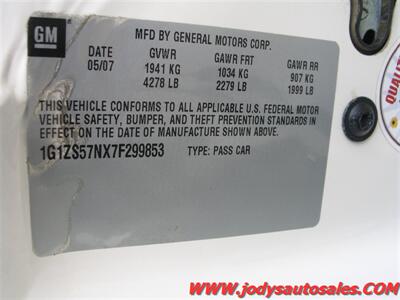 GM
MFD BY GENERAL MOTORS CORP.
DATE GVWR GAWR FRT GAWR RR
05/07 1941 KG 1034 KG 907 KG
4278 LB 2279 LB 1999 LB
THIS VEHICLE CONFORMS TO ALL APPLICABLE U.S. FEDERAL MOTOR
VEHICLE SAFETY, BUMPER, AND THEFT PREVENTION STANDARDS IN
EFFECT ON THE DATE OF MANUFACTURE SHOWN ABOVE.
1G1ZS57NX7F299853 TYPE: PASS CAR
www.jodysautosales.com